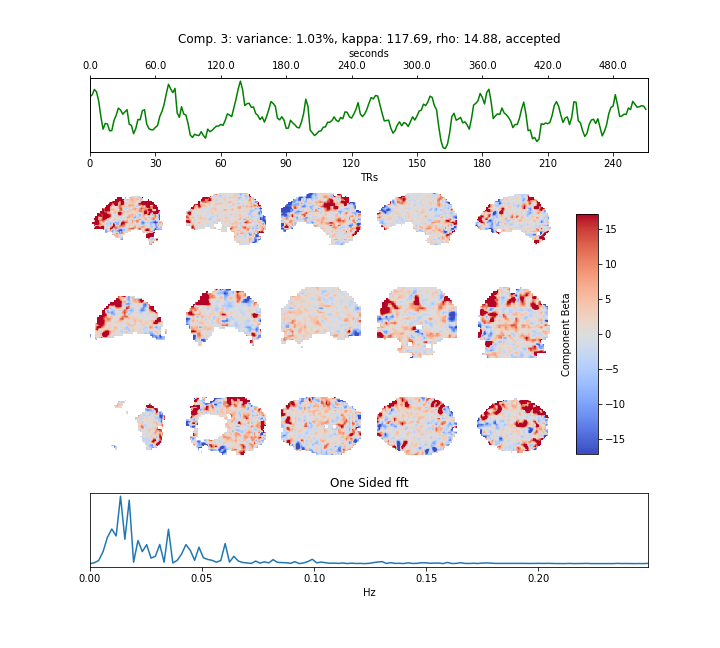 Comp. 3: variance: 1.03%, kappa: 117.69, rho: 14.88, accepted
seconds
0.0 60.0 120.0 180.0 240.0 300.0 360.0 420.0 480.0
0 30 60 90 120 150 180 210 240
TRs
15
10
5
0
−5
−10
−15
Component Beta
One Sided fft
0.00 0.05 0.10 0.15 0.20
Hz